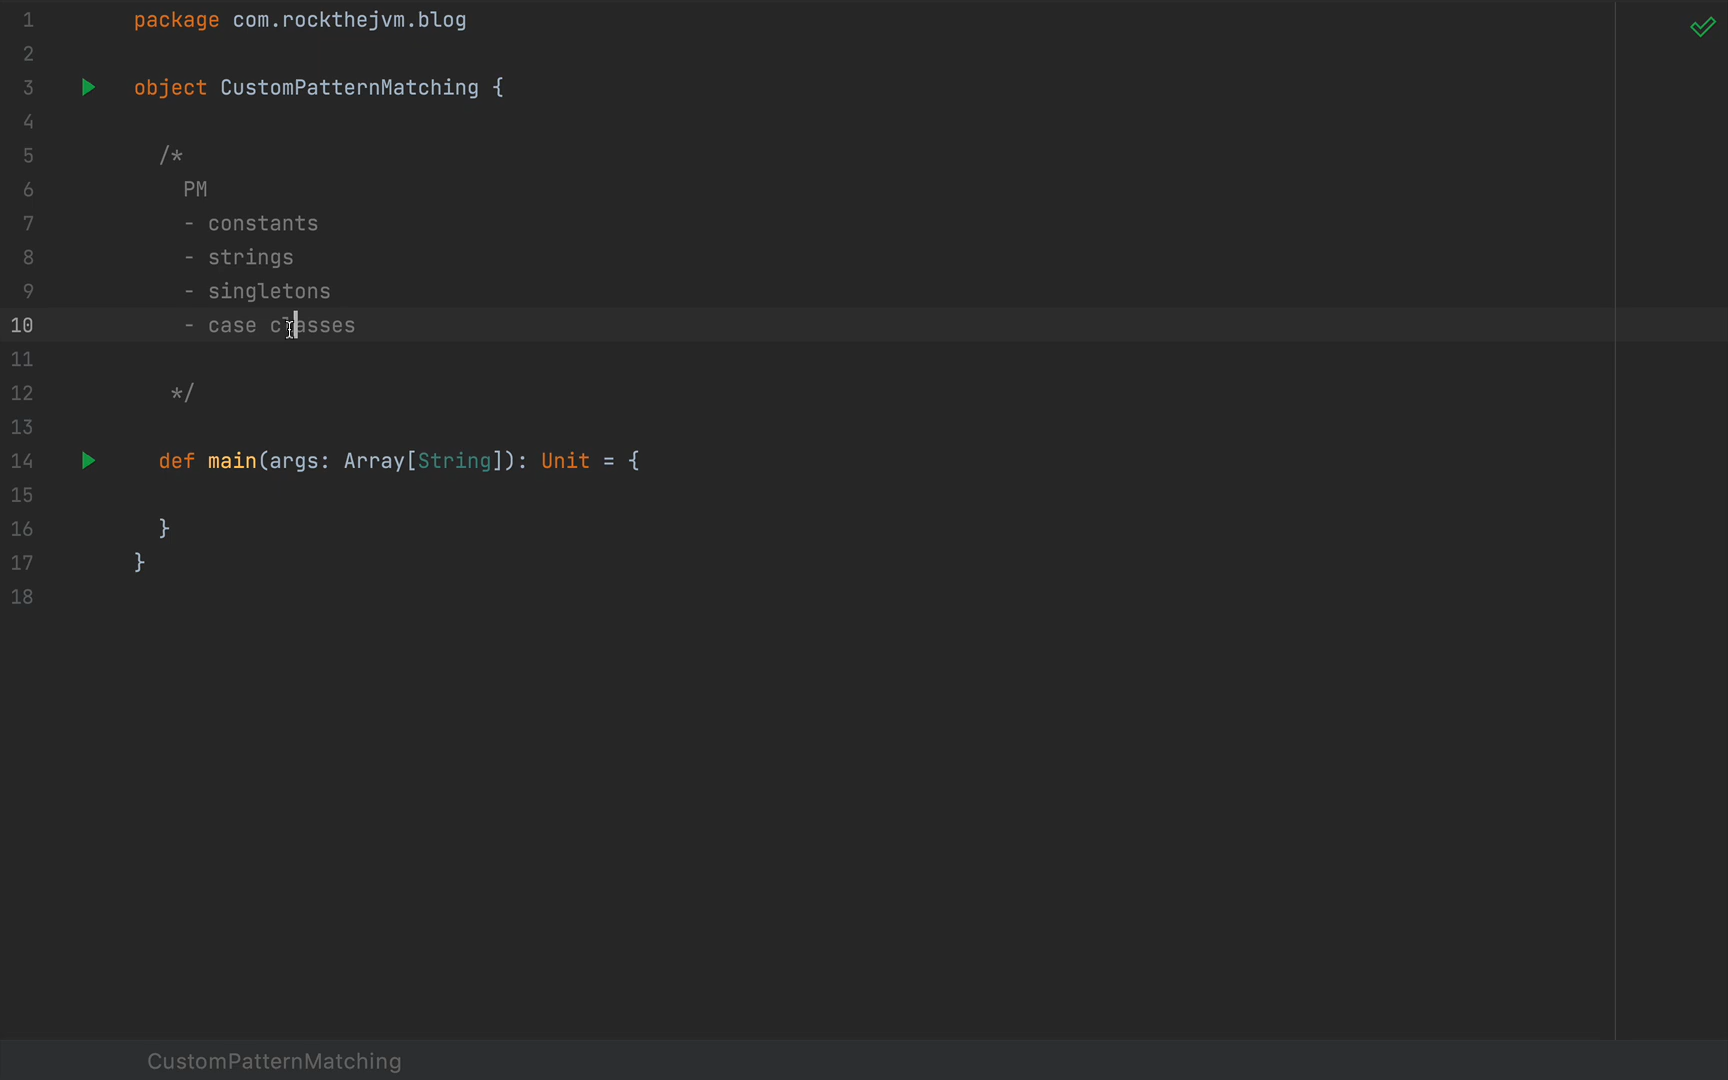 1 package com.rockthejvm.blog
2
3 object CustomPatternMatching {
4
5 /*
6 PM
7 - constants
8 - strings
9 - singletons
10 - case classes
11
12 */
13
14 def main(args: Array[String]): Unit = {
15
16 }
17 }
18
CustomPatternMatching